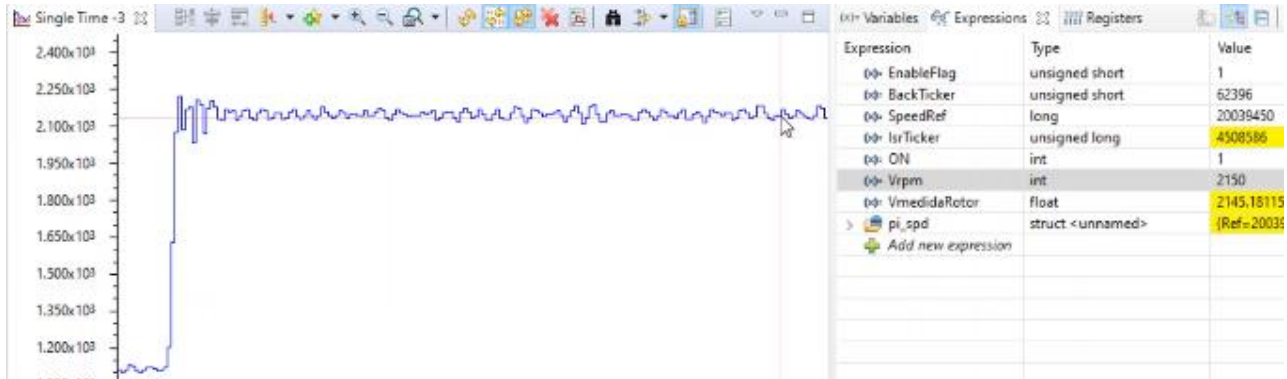 Single Time -3
(x)= Variables Expressions Registers
2.400x10³
2.250x10³
2.100x10³
1.950x10³
1.800x10³
1.650x10³
1.500x10³
1.350x10³
1.200x10³
Expression Type Value
(x)= EnableFlag unsigned short 1
(x)= BackTicker unsigned short 62396
(x)= SpeedRef long 20039450
(x)= IsrTicker unsigned long 4508586
(x)= ON int 1
(x)= Vrpm int 2150
(x)= VmedidaRotor float 2145.18115
pi_spd struct <unnamed> {Ref=20039
Add new expression